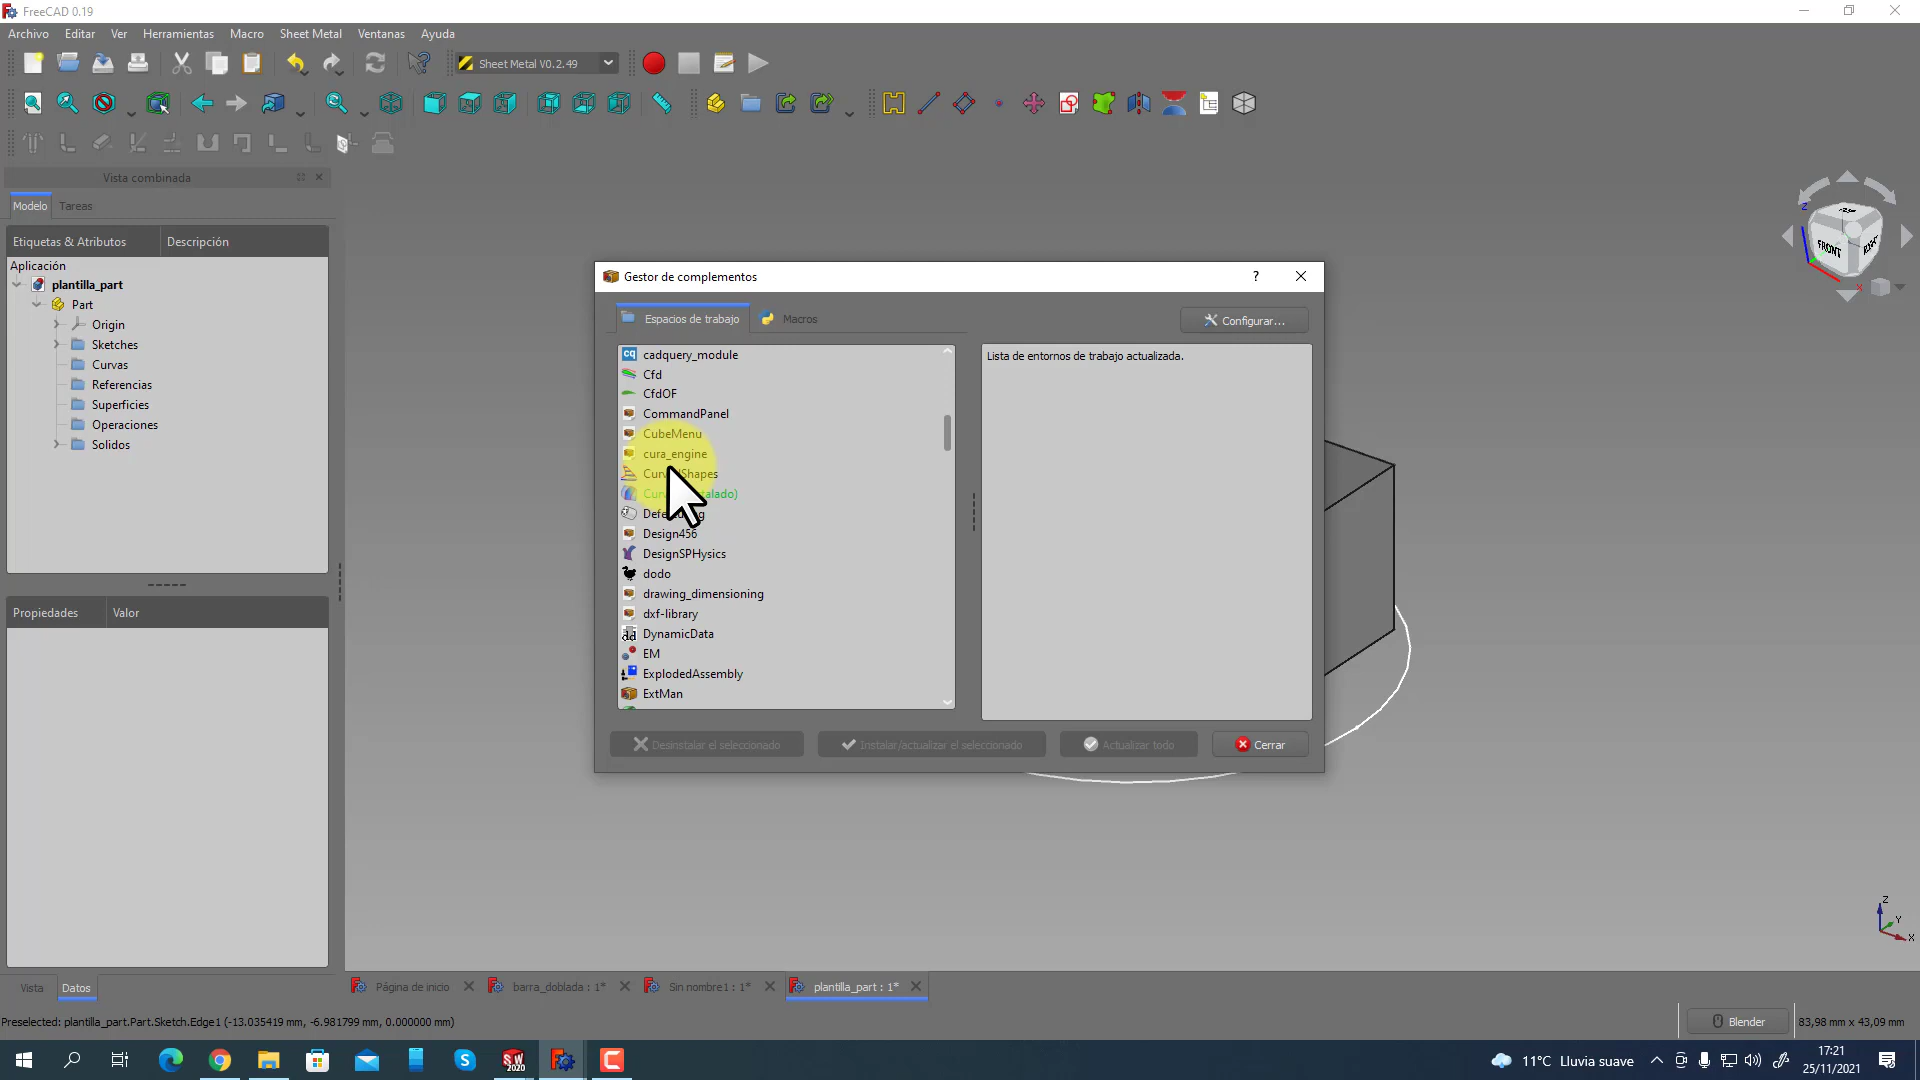 FreeCAD 0.19
Archivo Editar Ver Herramientas Macro Sheet Metal Ventanas Ayuda
Sheet Metal V0.2.49
Vista combinada
Modelo Tareas
Etiquetas & Atributos Descripción
Aplicación
plantilla_part
Part
Origin
Sketches
Curvas
Referencias
Superficies
Operaciones
Solidos
Propiedades Valor
Vista Datos
Gestor de complementos ?
Espacios de trabajo Macros Configurar...
cadquery_module
Cfd
CfdOF
CommandPanel
CubeMenu
cura_engine
Design456
DesignSPHysics
dodo
drawing_dimensioning
dxf-library
DynamicData
EM
ExplodedAssembly
ExtMan
Lista de entornos de trabajo actualizada.
Desinstalar el seleccionado Instalar/actualizar el seleccionado Actualizar todo Cerrar
FRONT
Z
X
Z
Y
X
Página de inicio barra_doblada : 1* Sin nombre1 : 1* plantilla_part : 1*
Preselected: plantilla_part.Part.Sketch.Edge1 (-13.035419 mm, -6.981799 mm, 0.000000 mm) Blender 83,98 mm x 43,09 mm
11°C Lluvia suave 17:21
25/11/2021